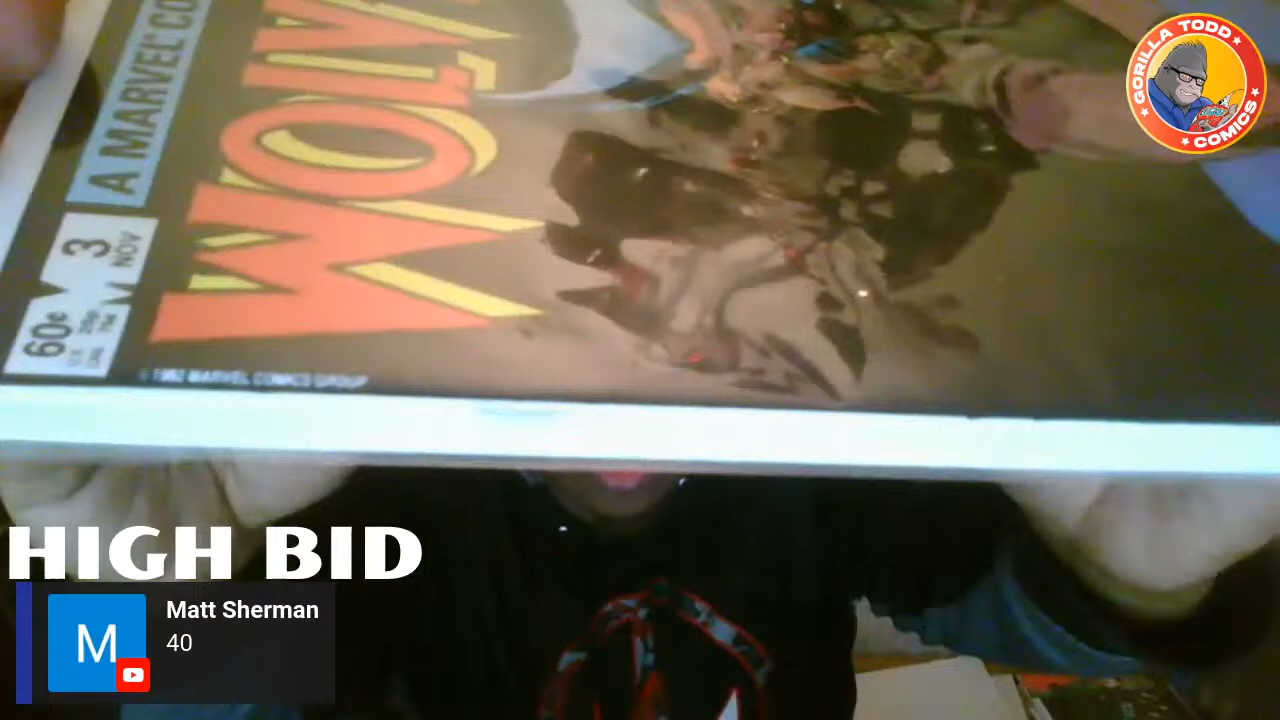 A MARVEL CO
WOLV
60¢
3
NOV
© 1982 MARVEL COMICS GROUP
GORILLA TODD
COMICS
HIGH BID
M
Matt Sherman
40